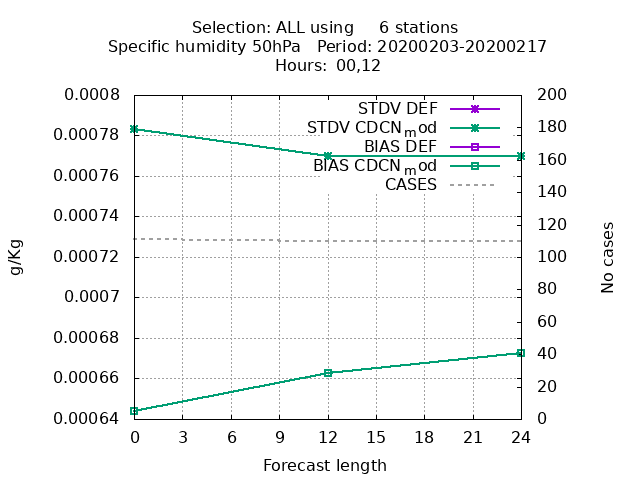 Selection: ALL using     6 stations
Specific humidity 50hPa   Period: 20200203-20200217
Hours: 00,12
0.0008
0.00078
0.00076
0.00074
0.00072
0.0007
0.00068
0.00066
0.00064
g/Kg
STDV DEF
STDV CDCNmod
BIAS DEF
BIAS CDCNmod
CASES
200
180
160
140
120
100
80
60
40
20
0
No cases
0 3 6 9 12 15 18 21 24
Forecast length